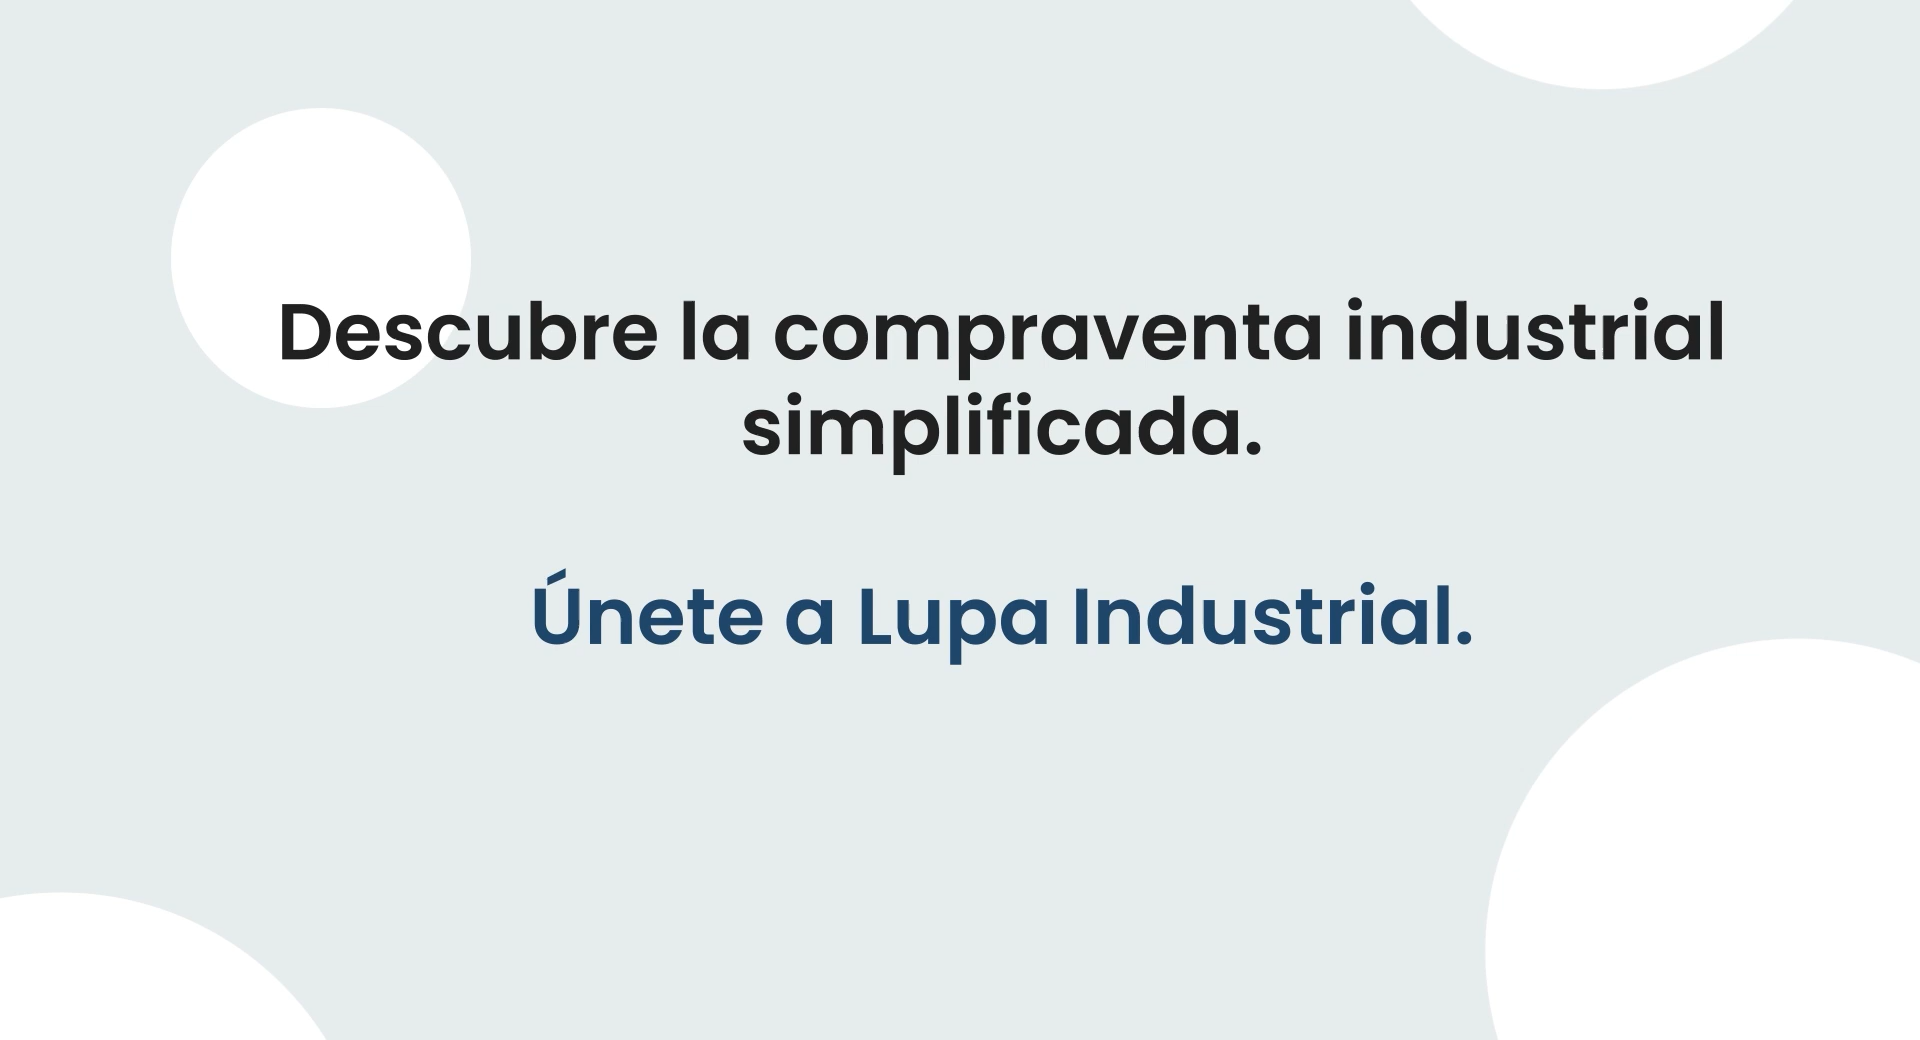 Descubre la compraventa industrial
simplificada.
Únete a Lupa Industrial.